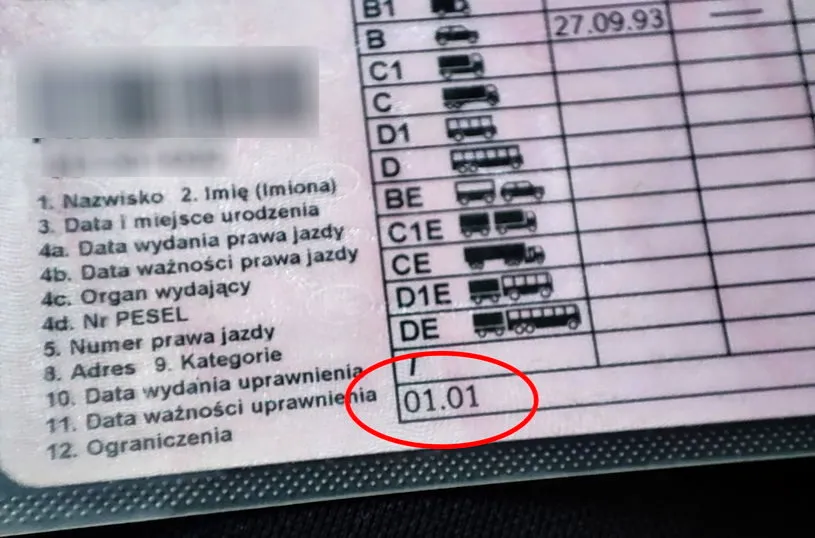 B1
B 27.09.93
C1
C
D1
D
BE
C1E
CE
D1E
DE
T
01.01
1. Nazwisko 2. Imię (Imiona)
3. Data i miejsce urodzenia
4a. Data wydania prawa jazdy
4b. Data ważności prawa jazdy
4c. Organ wydający
4d. Nr PESEL
5. Numer prawa jazdy
8. Adres 9. Kategorie
10. Data wydania uprawnienia
11. Data ważności uprawnienia
12. Ograniczenia